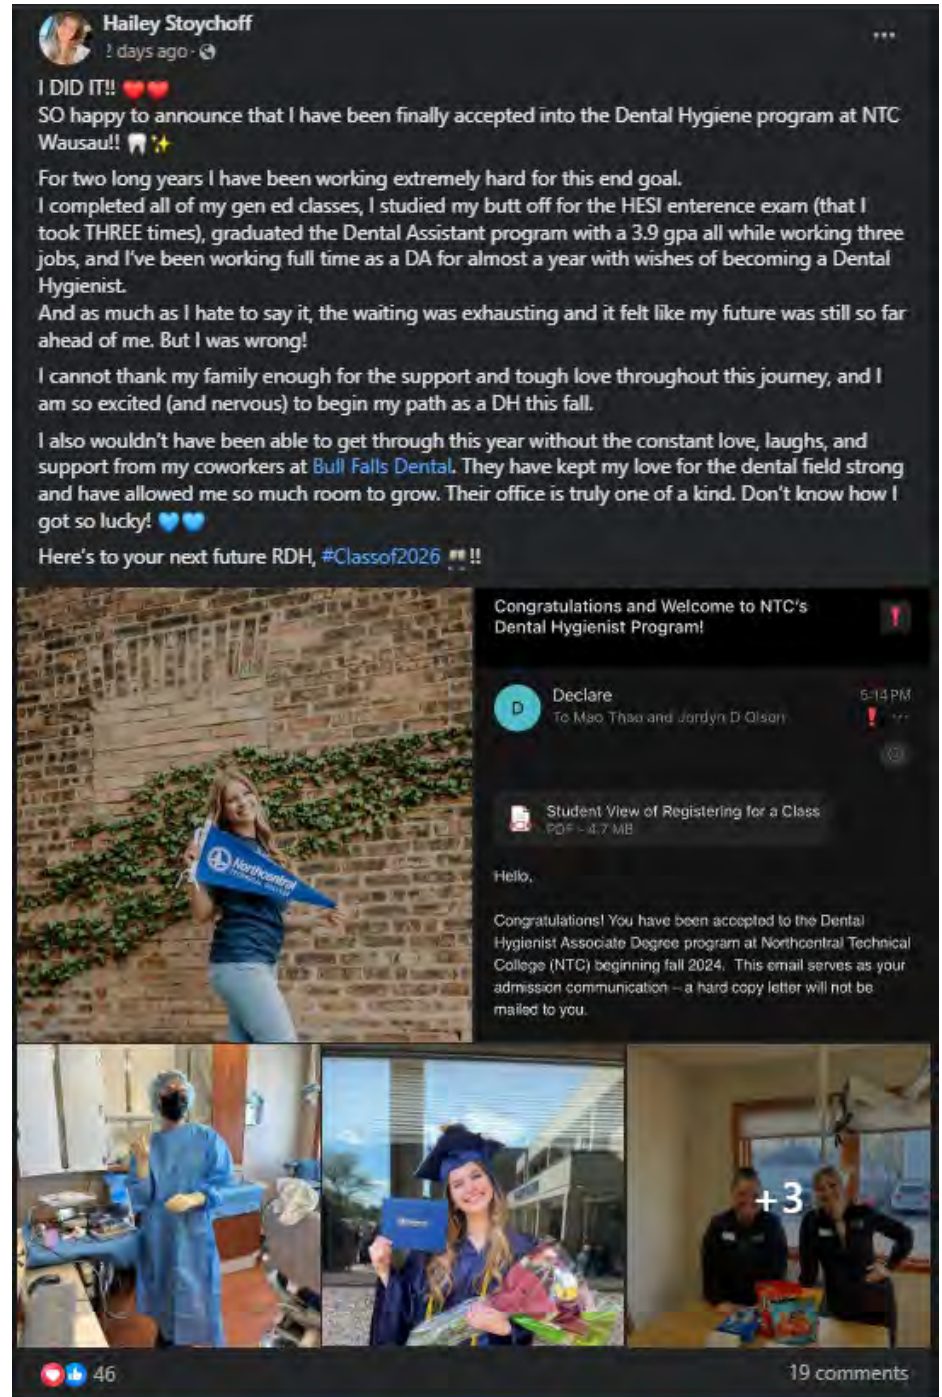 Hailey Stoychoff
2 days ago ·
I DID IT!! ❤️❤️
SO happy to announce that I have been finally accepted into the Dental Hygiene program at NTC
Wausau!! 🦷✨
For two long years I have been working extremely hard for this end goal.
I completed all of my gen ed classes, I studied my butt off for the HESI enterence exam (that I
took THREE times), graduated the Dental Assistant program with a 3.9 gpa all while working three
jobs, and I've been working full time as a DA for almost a year with wishes of becoming a Dental
Hygienist.
And as much as I hate to say it, the waiting was exhausting and it felt like my future was still so far
ahead of me. But I was wrong!
I cannot thank my family enough for the support and tough love throughout this journey, and I
am so excited (and nervous) to begin my path as a DH this fall.
I also wouldn't have been able to get through this year without the constant love, laughs, and
support from my coworkers at Bull Falls Dental. They have kept my love for the dental field strong
and have allowed me so much room to grow. Their office is truly one of a kind. Don't know how I
got so lucky! 💙💙
Here's to your next future RDH, #Classof2026 !!
Congratulations and Welcome to NTC's
Dental Hygienist Program!
D
Declare
5:14 PM
To Mao Thao and Jordyn D Olson
Student View of Registering for a Class
PDF - 4.7 MB
Hello,
Congratulations! You have been accepted to the Dental
Hygienist Associate Degree program at Northcentral Technical
College (NTC) beginning fall 2024. This email serves as your
admission communication – a hard copy letter will not be
mailed to you.
Northcentral
TECHNICAL COLLEGE
+3
46
19 comments